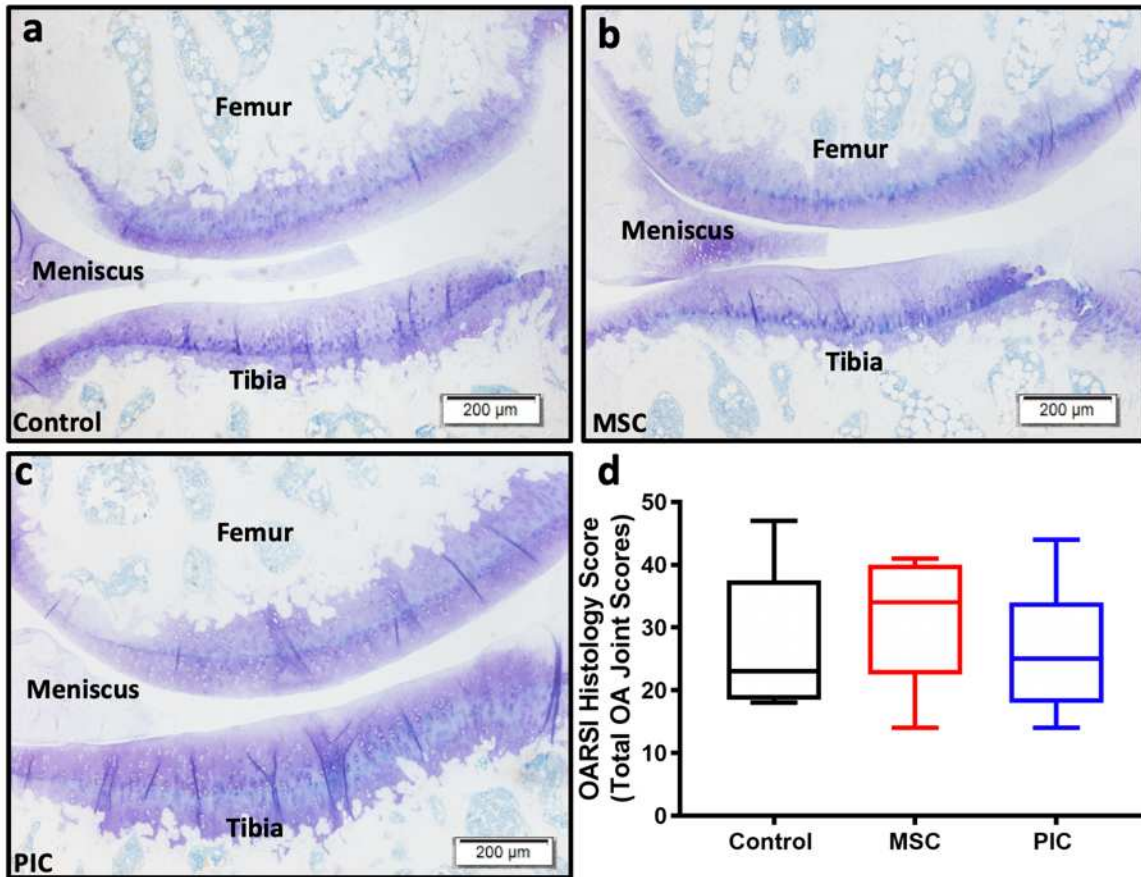 a
Femur
Meniscus
Tibia
200 µm
Control
b
Femur
Meniscus
Tibia
200 µm
MSC
c
Femur
Meniscus
Tibia
200 µm
PIC
d
OARSI Histology Score
(Total OA Joint Scores)
50
40
30
20
10
0
Control MSC PIC